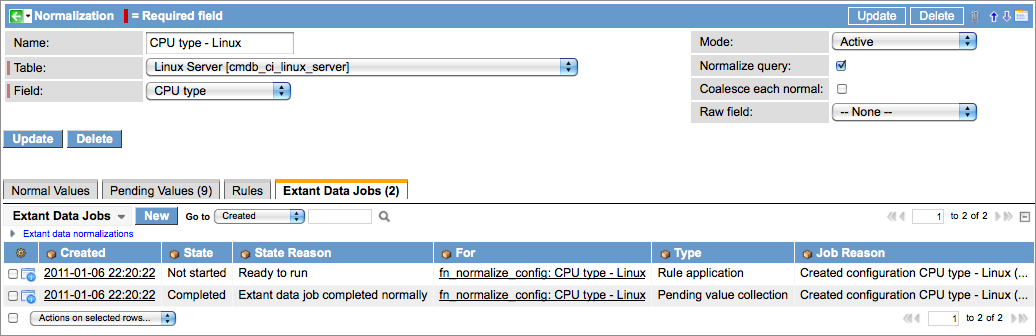 Normalization = Required field Update Delete
Name: CPU type - Linux Mode: Active
Table: Linux Server [cmdb_ci_linux_server] Normalize query:
Field: CPU type Coalesce each normal:
Raw field: -- None --
Update Delete
Normal Values Pending Values (9) Rules Extant Data Jobs (2)
Extant Data Jobs New Go to Created 1 to 2 of 2
Extant data normalizations
Created State State Reason For Type Job Reason
2011-01-06 22:20:22 Not started Ready to run fn_normalize_config: CPU type - Linux Rule application Created configuration CPU type - Linux (...
2011-01-06 22:20:22 Completed Extant data job completed normally fn_normalize_config: CPU type - Linux Pending value collection Created configuration CPU type - Linux (...
Actions on selected rows... 1 to 2 of 2